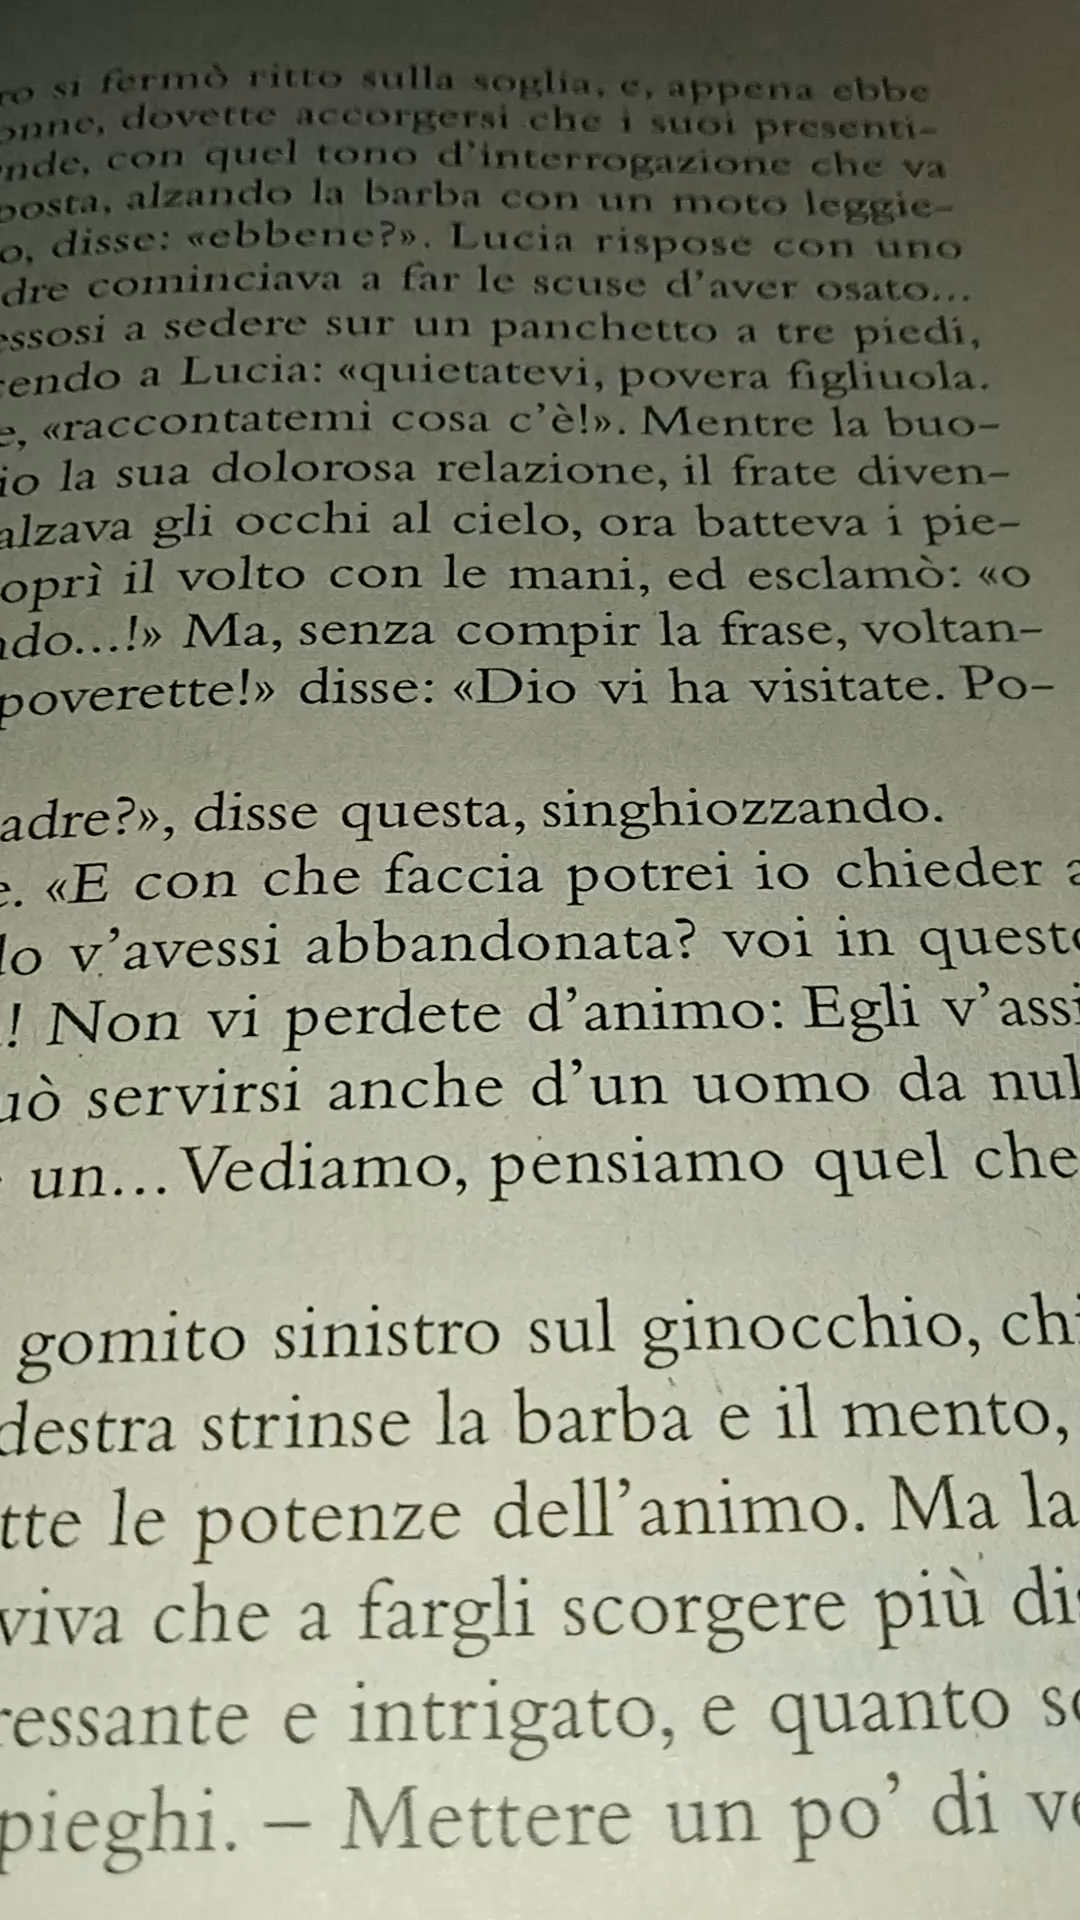 ro si fermò ritto sulla soglia, e, appena ebbe
onne, dovette accorgersi che i suoi presenti-
nde, con quel tono d'interrogazione che va
posta, alzando la barba con un moto leggie-
o, disse: «ebbene?». Lucia rispose con uno
dre cominciava a far le scuse d'aver osato...
essosi a sedere sur un panchetto a tre piedi,
cendo a Lucia: «quietatevi, povera figliuola.
e, «raccontatemi cosa c'è!». Mentre la buo-
io la sua dolorosa relazione, il frate diven-
alzava gli occhi al cielo, ora batteva i pie-
oprì il volto con le mani, ed esclamò: «o
ndo...!» Ma, senza compir la frase, voltan-
poverette!» disse: «Dio vi ha visitate. Po-
adre?», disse questa, singhiozzando.
e. «E con che faccia potrei io chieder a
do v'avessi abbandonata? voi in questo
! Non vi perdete d'animo: Egli v'assi
uò servirsi anche d'un uomo da nul
un... Vediamo, pensiamo quel che
gomito sinistro sul ginocchio, chi
destra strinse la barba e il mento,
tte le potenze dell'animo. Ma la
viva che a fargli scorgere più di
ressante e intrigato, e quanto sc
pieghi. – Mettere un po' di ve